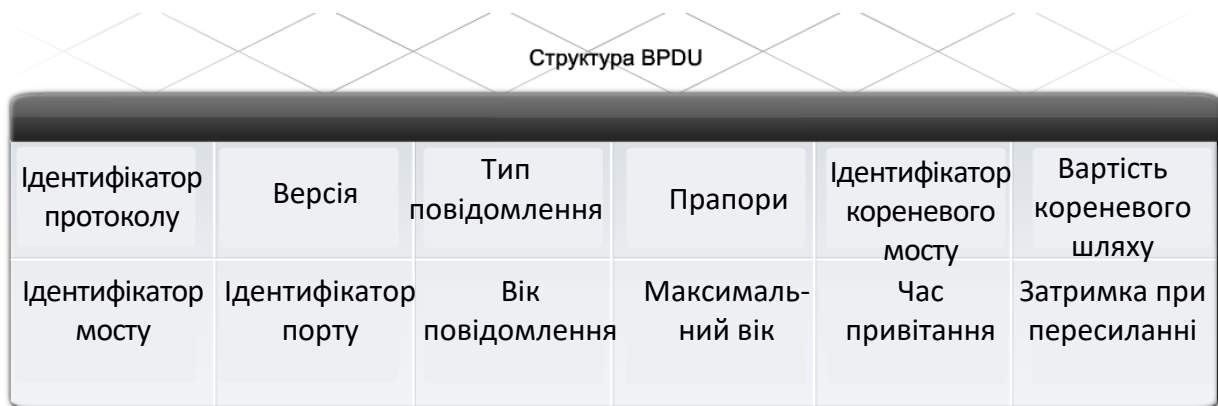 Структура BPDU
Ідентифікатор
протоколу
Версія
Тип
повідомлення
Прапори
Ідентифікатор
кореневого
мосту
Вартість
кореневого
шляху
Ідентифікатор
мосту
Ідентифікатор
порту
Вік
повідомлення
Максималь-
ний вік
Час
привітання
Затримка при
пересиланні